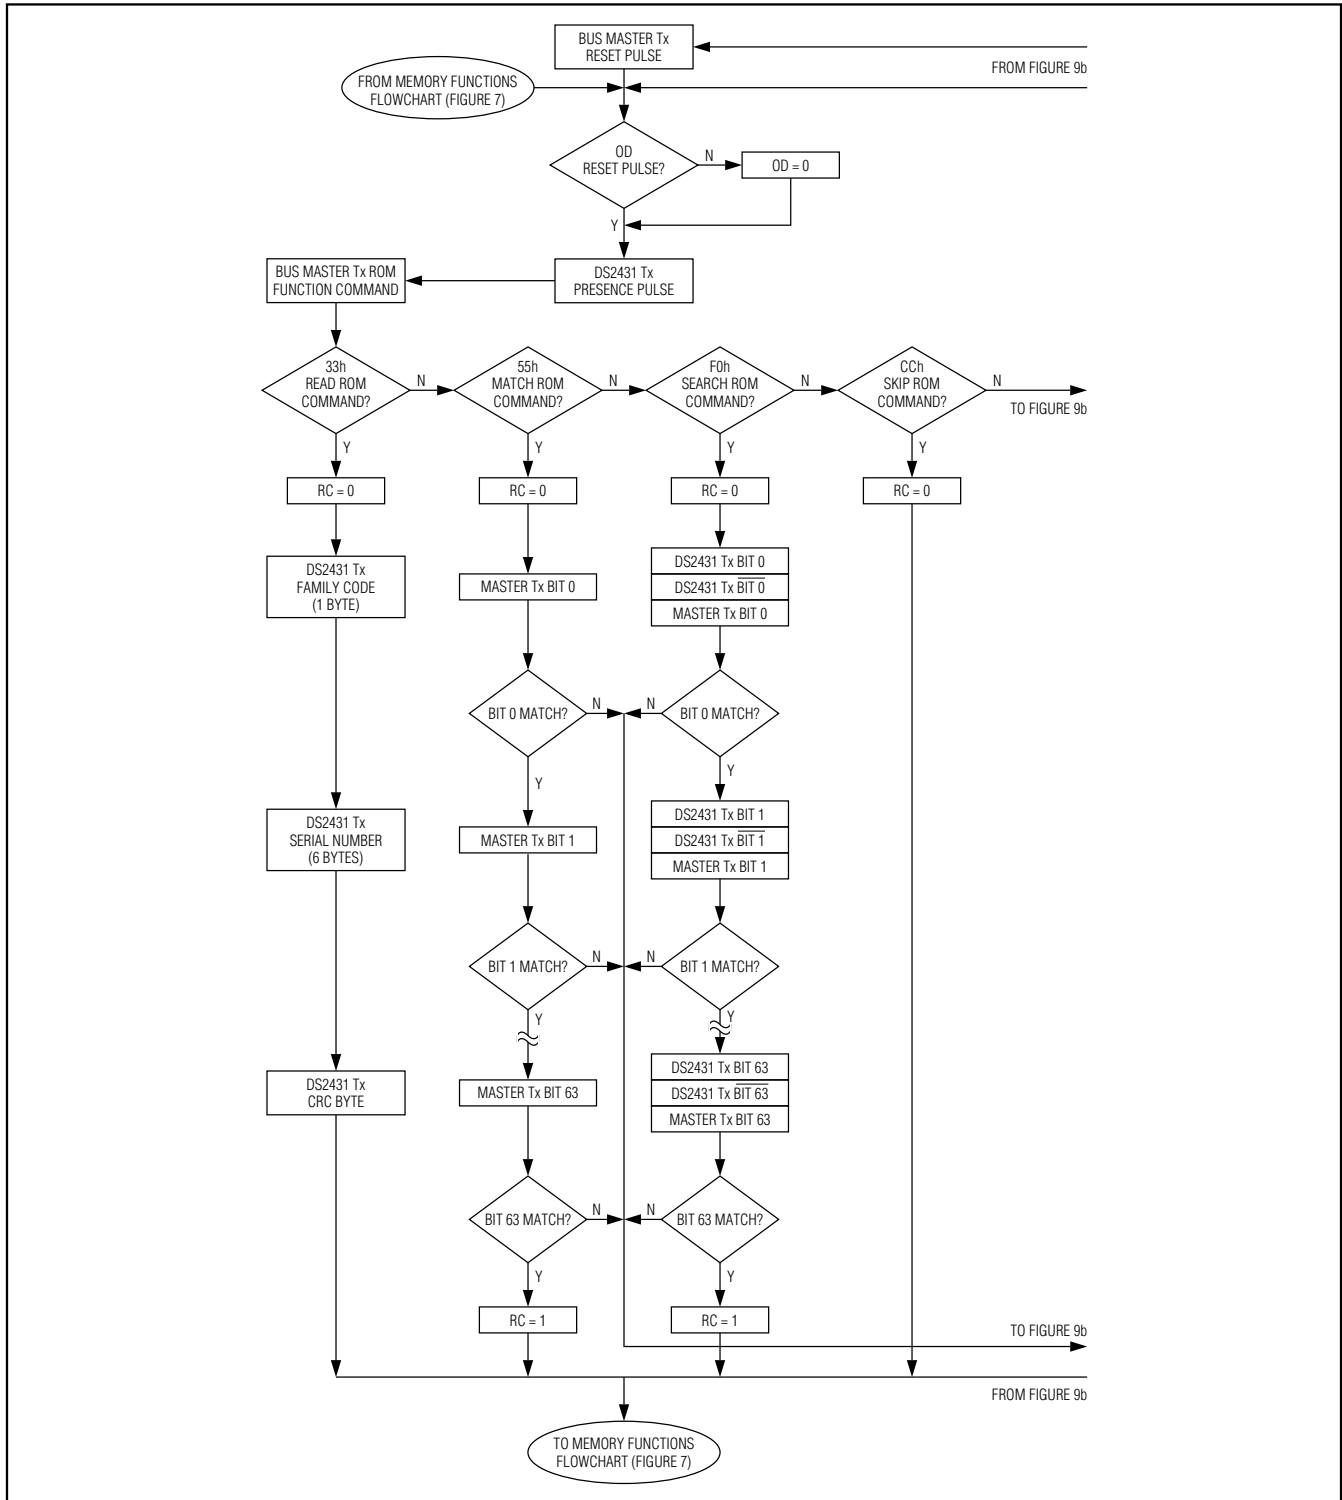 BUS MASTER Tx
RESET PULSE
FROM FIGURE 9b
FROM MEMORY FUNCTIONS
FLOWCHART (FIGURE 7)
OD
RESET PULSE?
N
OD = 0
Y
BUS MASTER Tx ROM
FUNCTION COMMAND
DS2431 Tx
PRESENCE PULSE
33h
READ ROM
COMMAND?
N
55h
MATCH ROM
COMMAND?
N
F0h
SEARCH ROM
COMMAND?
N
CCh
SKIP ROM
COMMAND?
N
TO FIGURE 9b
Y
Y
Y
Y
RC = 0
RC = 0
RC = 0
RC = 0
DS2431 Tx
FAMILY CODE
(1 BYTE)
MASTER Tx BIT 0
DS2431 Tx BIT 0
DS2431 Tx B̅I̅T̅ ̅0̅
MASTER Tx BIT 0
BIT 0 MATCH?
N
N
BIT 0 MATCH?
Y
Y
DS2431 Tx
SERIAL NUMBER
(6 BYTES)
MASTER Tx BIT 1
DS2431 Tx BIT 1
DS2431 Tx B̅I̅T̅ ̅1̅
MASTER Tx BIT 1
BIT 1 MATCH?
N
N
BIT 1 MATCH?
Y
Y
DS2431 Tx
CRC BYTE
MASTER Tx BIT 63
DS2431 Tx BIT 63
DS2431 Tx B̅I̅T̅ ̅6̅3̅
MASTER Tx BIT 63
BIT 63 MATCH?
N
N
BIT 63 MATCH?
Y
Y
RC = 1
RC = 1
TO FIGURE 9b
FROM FIGURE 9b
TO MEMORY FUNCTIONS
FLOWCHART (FIGURE 7)